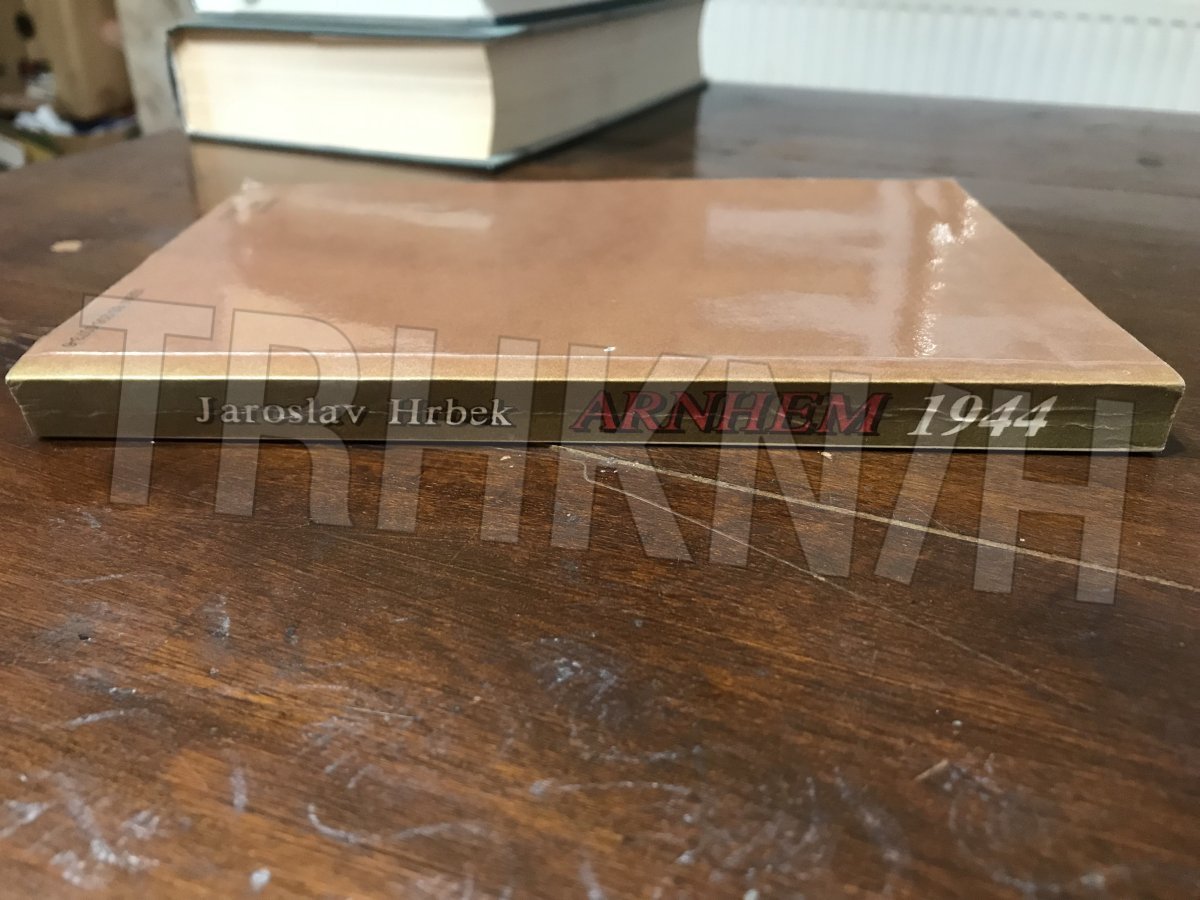 Jaroslav Hrbek ARNHEM 1944
TRHKNIH